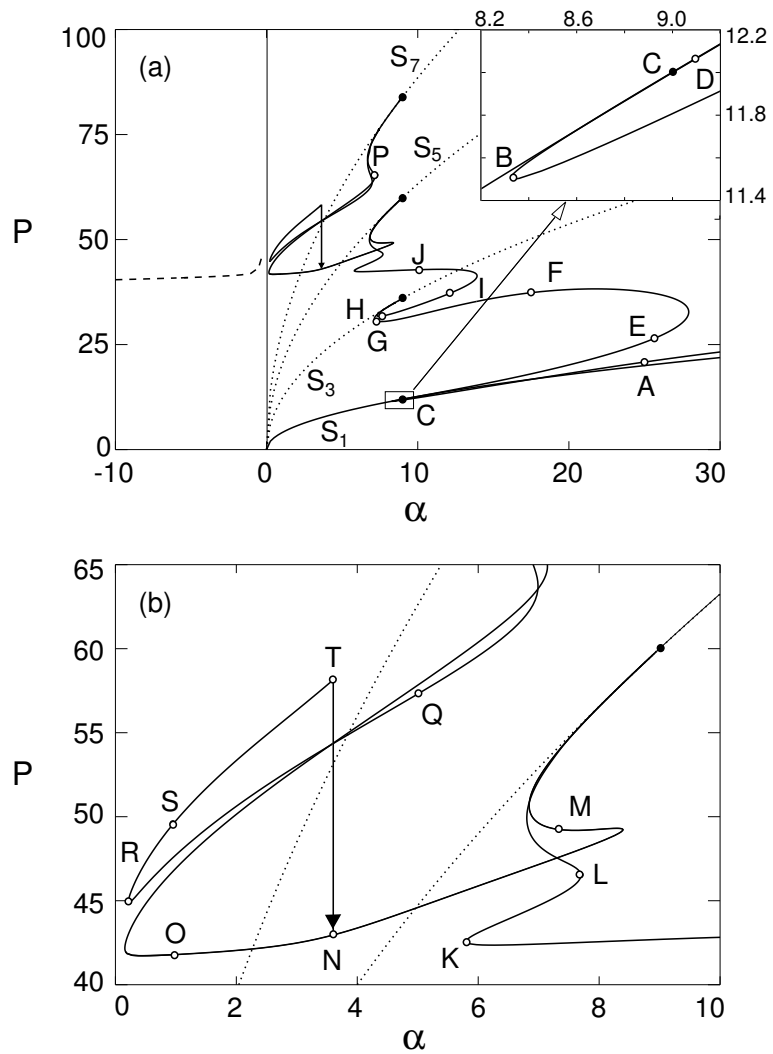 8.2 8.6 9.0
100 12.2
(a) S7 C D
11.8
75 P S5 B
11.4
P 50 J
F
H I
G E
25 S3 A
S1 C
0
-10 0 10 20 30
α
65
(b)
60 T
Q
55
P
S M
50
R
L
45
O N K
40
0 2 4 6 8 10
α